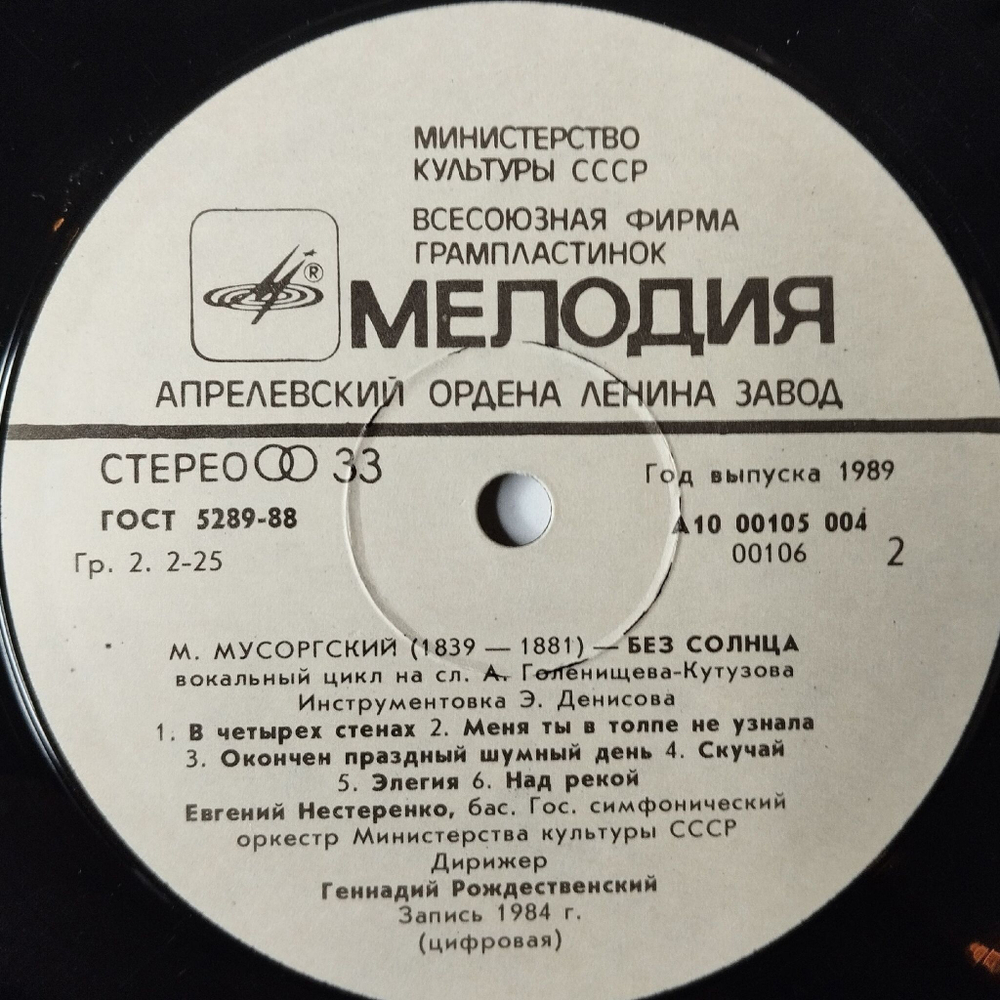 МИНИСТЕРСТВО
КУЛЬТУРЫ СССР
ВСЕСОЮЗНАЯ ФИРМА
ГРАМПЛАСТИНОК
®
МЕЛОДИЯ
АПРЕЛЕВСКИЙ ОРДЕНА ЛЕНИНА ЗАВОД
СТЕРЕО 33
Год выпуска 1989
ГОСТ 5289-88
А10 00105 004
Гр. 2. 2-25
00106
2
М. МУСОРГСКИЙ (1839 — 1881) — БЕЗ СОЛНЦА
вокальный цикл на сл. А. Голенищева-Кутузова
Инструментовка Э. Денисова
1. В четырех стенах 2. Меня ты в толпе не узнала
3. Окончен праздный шумный день 4. Скучай
5. Элегия 6. Над рекой
Евгений Нестеренко, бас. Гос. симфонический
оркестр Министерства культуры СССР
Дирижер
Геннадий Рождественский
Запись 1984 г.
(цифровая)